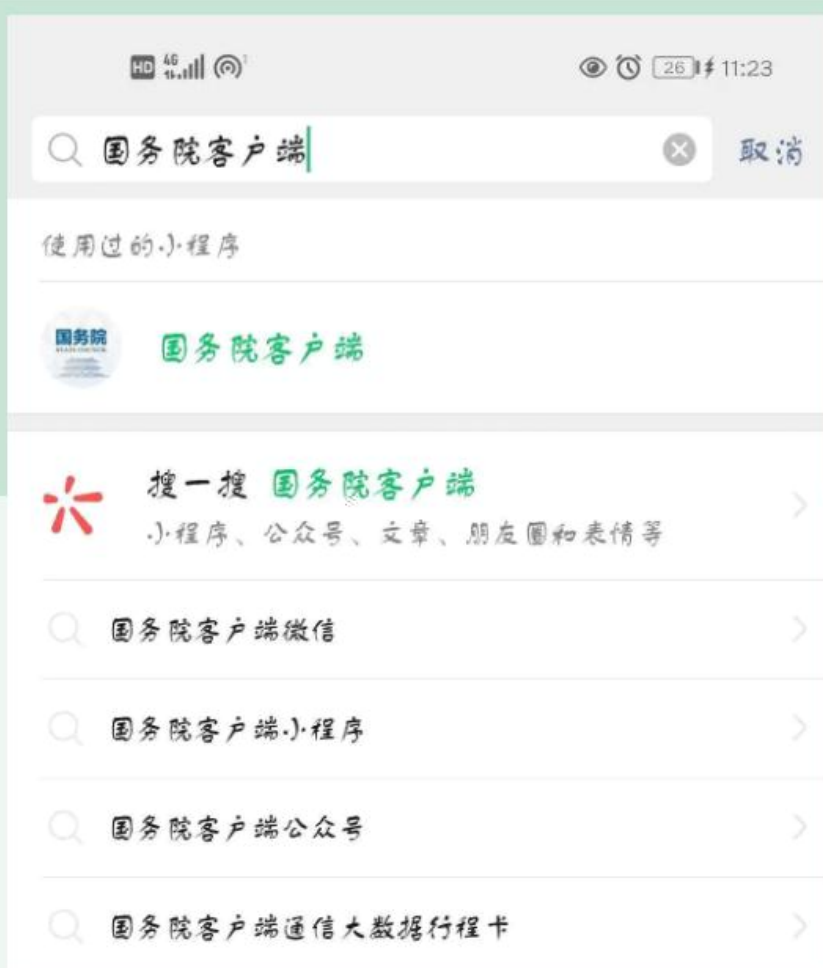 HD 4G 26 11:23
国务院客户端 取消
使用过的小程序
国务院
国务院客户端
搜一搜 国务院客户端
小程序、公众号、文章、朋友圈和表情等
国务院客户端微信
国务院客户端小程序
国务院客户端公众号
国务院客户端通信大数据行程卡